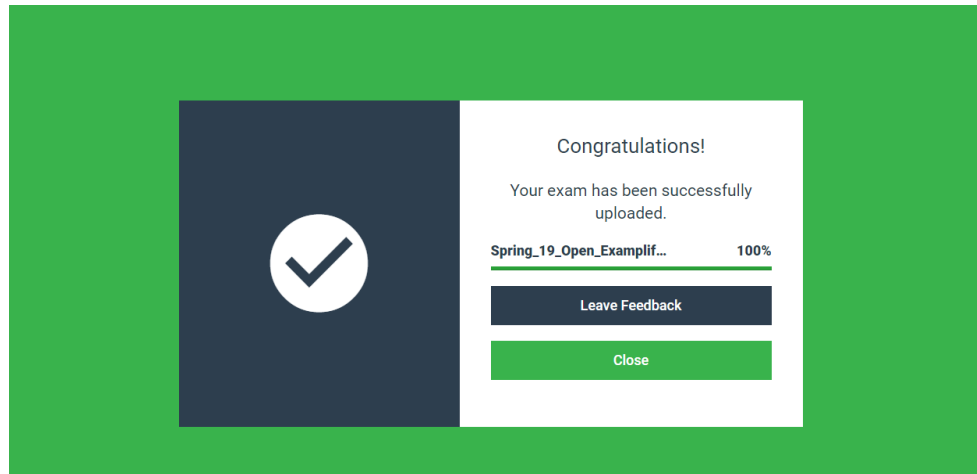 Congratulations!
Your exam has been successfully
uploaded.
Spring_19_Open_Examplif... 100%
Leave Feedback
Close